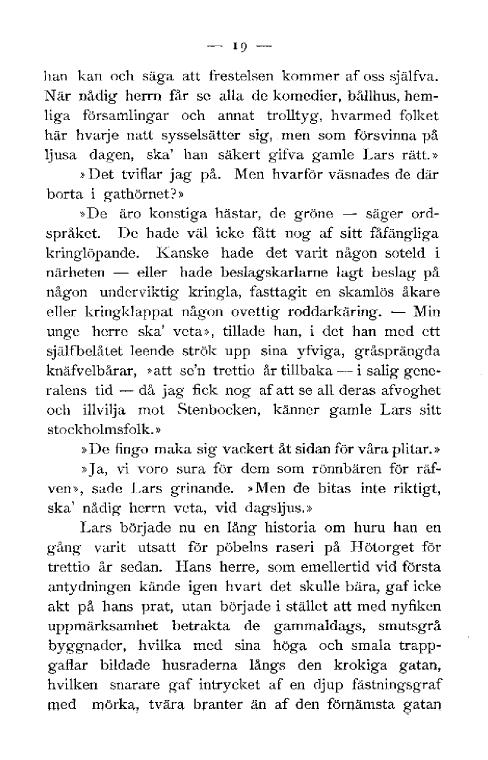 — 19 —
han kan och säga att frestelsen kommer af oss själfva.
När nådig herrn får se alla de komedier, bållhus, hem-
liga församlingar och annat trolltyg, hvarmed folket
här hvarje natt sysselsätter sig, men som försvinna på
ljusa dagen, ska' han säkert gifva gamle Lars rätt.»
»Det tviflar jag på. Men hvarför väsnades de där
borta i gathörnet?»
»De äro konstiga hästar, de gröne — säger ord-
språket. De hade väl icke fått nog af sitt fåfängliga
kringlöpande. Kanske hade det varit någon soteld i
närheten — eller hade beslagskarlarne lagt beslag på
någon underviktig kringla, fasttagit en skamlös åkare
eller kringklappat någon ovettig roddarkäring. — Min
unge herre ska' veta», tillade han, i det han med ett
själfbelåtet leende strök upp sina yfviga, gråsprängda
knäfvelbårar, »att se'n trettio år tillbaka — i salig gene-
ralens tid — då jag fick nog af att se all deras afvoghet
och illvilja mot Stenbocken, känner gamle Lars sitt
stockholmsfolk.»
»De fingo maka sig vackert åt sidan för våra plitar.»
»Ja, vi voro sura för dem som rönnbären för räf-
ven», sade Lars grinande. »Men de bitas inte riktigt,
ska' nådig herrn veta, vid dagsljus.»
Lars började nu en lång historia om huru han en
gång varit utsatt för pöbelns raseri på Hötorget för
trettio år sedan. Hans herre, som emellertid vid första
antydningen kände igen hvart det skulle bära, gaf icke
akt på hans prat, utan började i stället att med nyfiken
uppmärksamhet betrakta de gammaldags, smutsgrå
byggnader, hvilka med sina höga och smala trapp-
gaflar bildade husraderna längs den krokiga gatan,
hvilken snarare gaf intrycket af en djup fästningsgraf
med mörka, tvära branter än af den förnämsta gatan